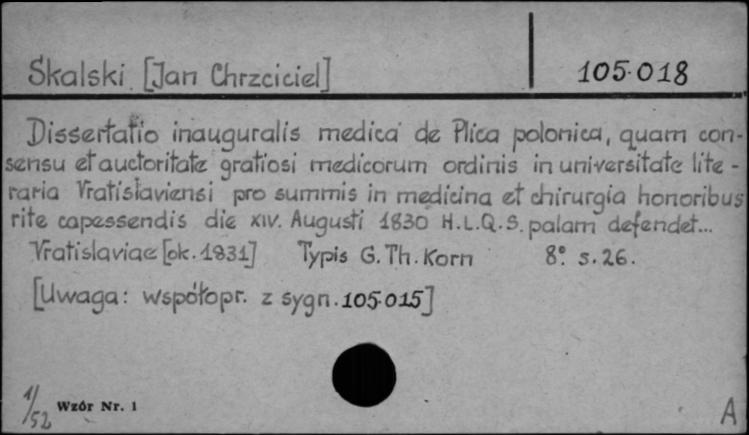 Skalski [Jan Chrzciciel] 105.018
Dissertatio inauguralis medica de Plica polonica, quam con-
sensu et auctoritate gratiosi medicorum ordinis in universitate lite-
raria Vratislaviensi pro summis in medicina et chirurgia honoribus
rite capessendis die XIV. Augusti 1830 H.L.Q.S. palam defendet...
Vratislaviae [ok. 1831] Typis G. Th. Korn 8° s. 26.
[Uwaga: współopr. z sygn. 105015]
1/52 Wzór Nr. 1 A